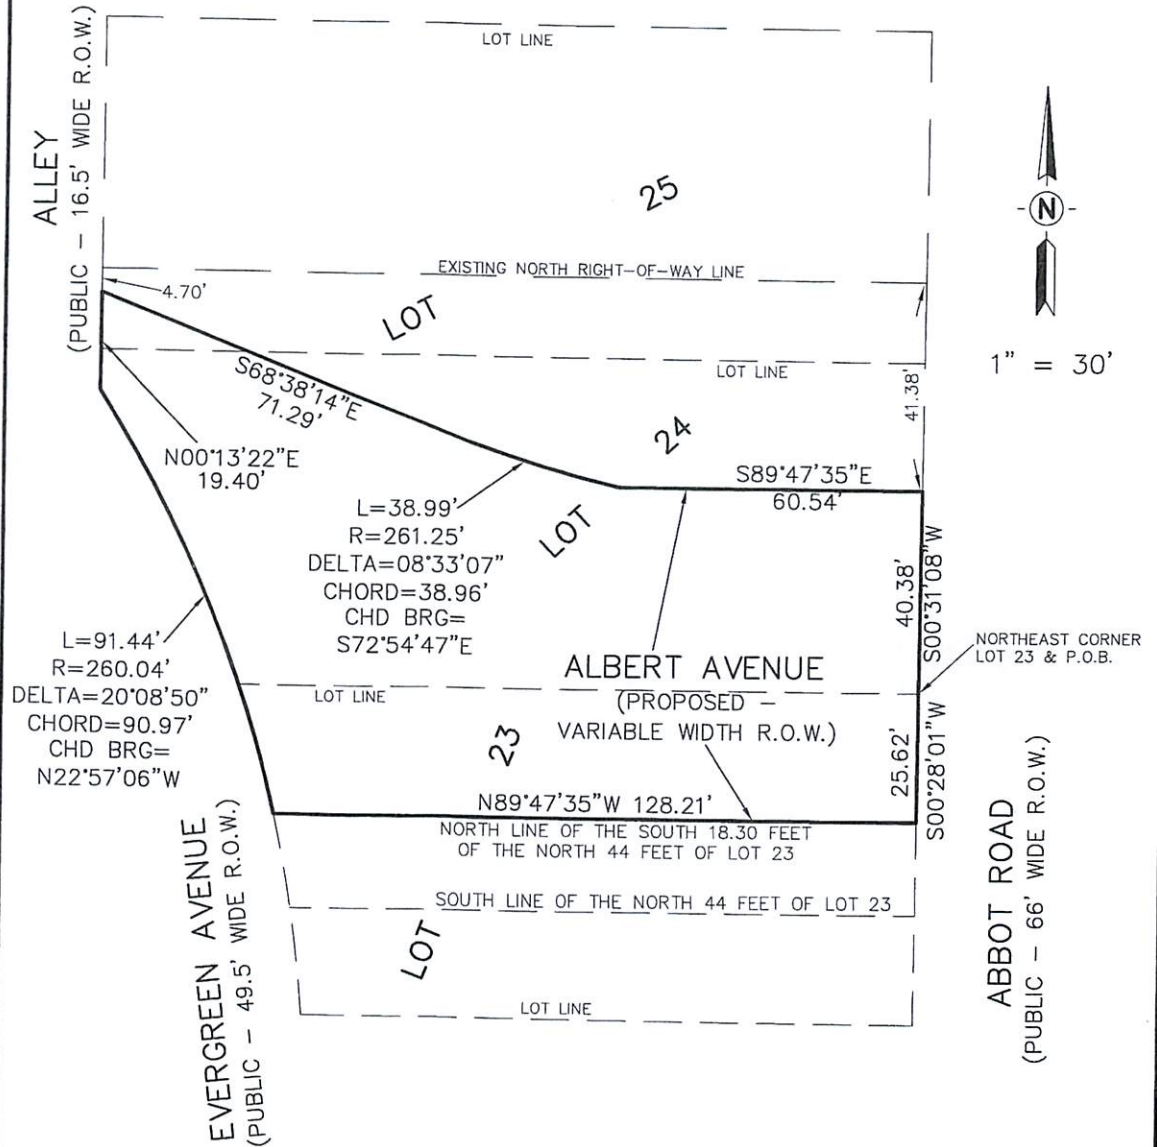 LOT LINE
ALLEY
(PUBLIC – 16.5' WIDE R.O.W.)
25
N
1" = 30'
EXISTING NORTH RIGHT-OF-WAY LINE
4.70'
LOT
LOT LINE
41.38'
S68°38'14"E
71.29'
24
N00°13'22"E
19.40'
S89°47'35"E
60.54'
L=38.99'
R=261.25'
DELTA=08°33'07"
CHORD=38.96'
CHD BRG=
S72°54'47"E
LOT
40.38'
S00°31'08"W
NORTHEAST CORNER
LOT 23 & P.O.B.
L=91.44'
R=260.04'
DELTA=20°08'50"
CHORD=90.97'
CHD BRG=
N22°57'06"W
ALBERT AVENUE
(PROPOSED –
VARIABLE WIDTH R.O.W.)
LOT LINE
23
25.62'
S00°28'01"W
N89°47'35"W 128.21'
NORTH LINE OF THE SOUTH 18.30 FEET
OF THE NORTH 44 FEET OF LOT 23
SOUTH LINE OF THE NORTH 44 FEET OF LOT 23
LOT
LOT LINE
EVERGREEN AVENUE
(PUBLIC – 49.5' WIDE R.O.W.)
ABBOT ROAD
(PUBLIC – 66' WIDE R.O.W.)